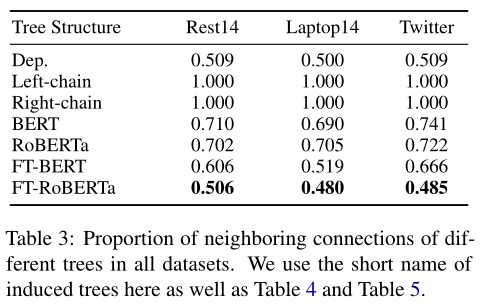 Tree Structure Rest14 Laptop14 Twitter
Dep. 0.509 0.500 0.509
Left-chain 1.000 1.000 1.000
Right-chain 1.000 1.000 1.000
BERT 0.710 0.690 0.741
RoBERTa 0.702 0.705 0.722
FT-BERT 0.606 0.519 0.666
FT-RoBERTa 0.506 0.480 0.485
Table 3: Proportion of neighboring connections of dif-
ferent trees in all datasets. We use the short name of
induced trees here as well as Table 4 and Table 5.